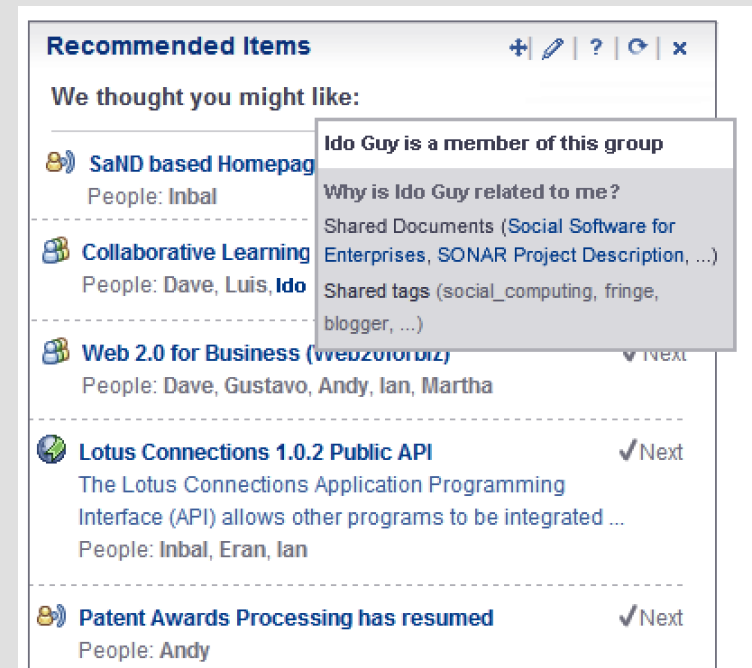 Recommended Items ? x
We thought you might like:
Ido Guy is a member of this group
SaND based Homepag
Why is Ido Guy related to me?
People: Inbal
Shared Documents (Social Software for
Enterprises, SONAR Project Description, ...)
Collaborative Learning
People: Dave, Luis, Ido
Shared tags (social_computing, fringe,
blogger, ...)
Web 2.0 for Business (Web20forbiz) Next
People: Dave, Gustavo, Andy, Ian, Martha
Lotus Connections 1.0.2 Public API Next
The Lotus Connections Application Programming
Interface (API) allows other programs to be integrated ...
People: Inbal, Eran, Ian
Patent Awards Processing has resumed Next
People: Andy